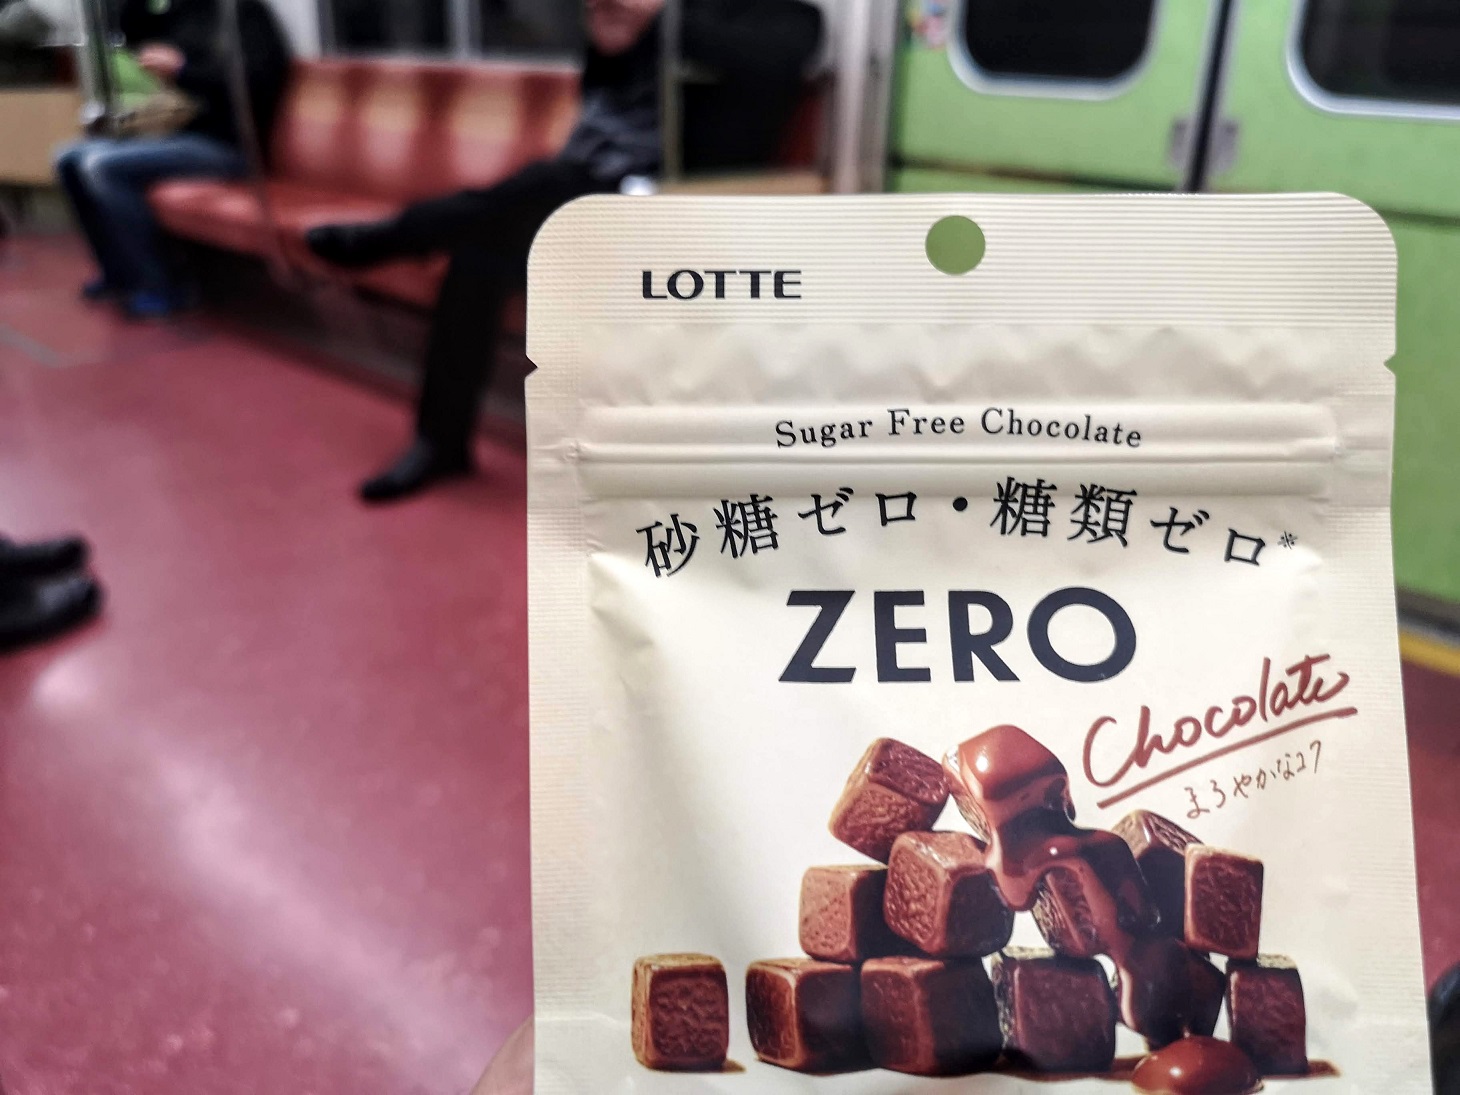 LOTTE
Sugar Free Chocolate
砂糖ゼロ・糖類ゼロ※
ZERO
Chocolate
まろやかなコク